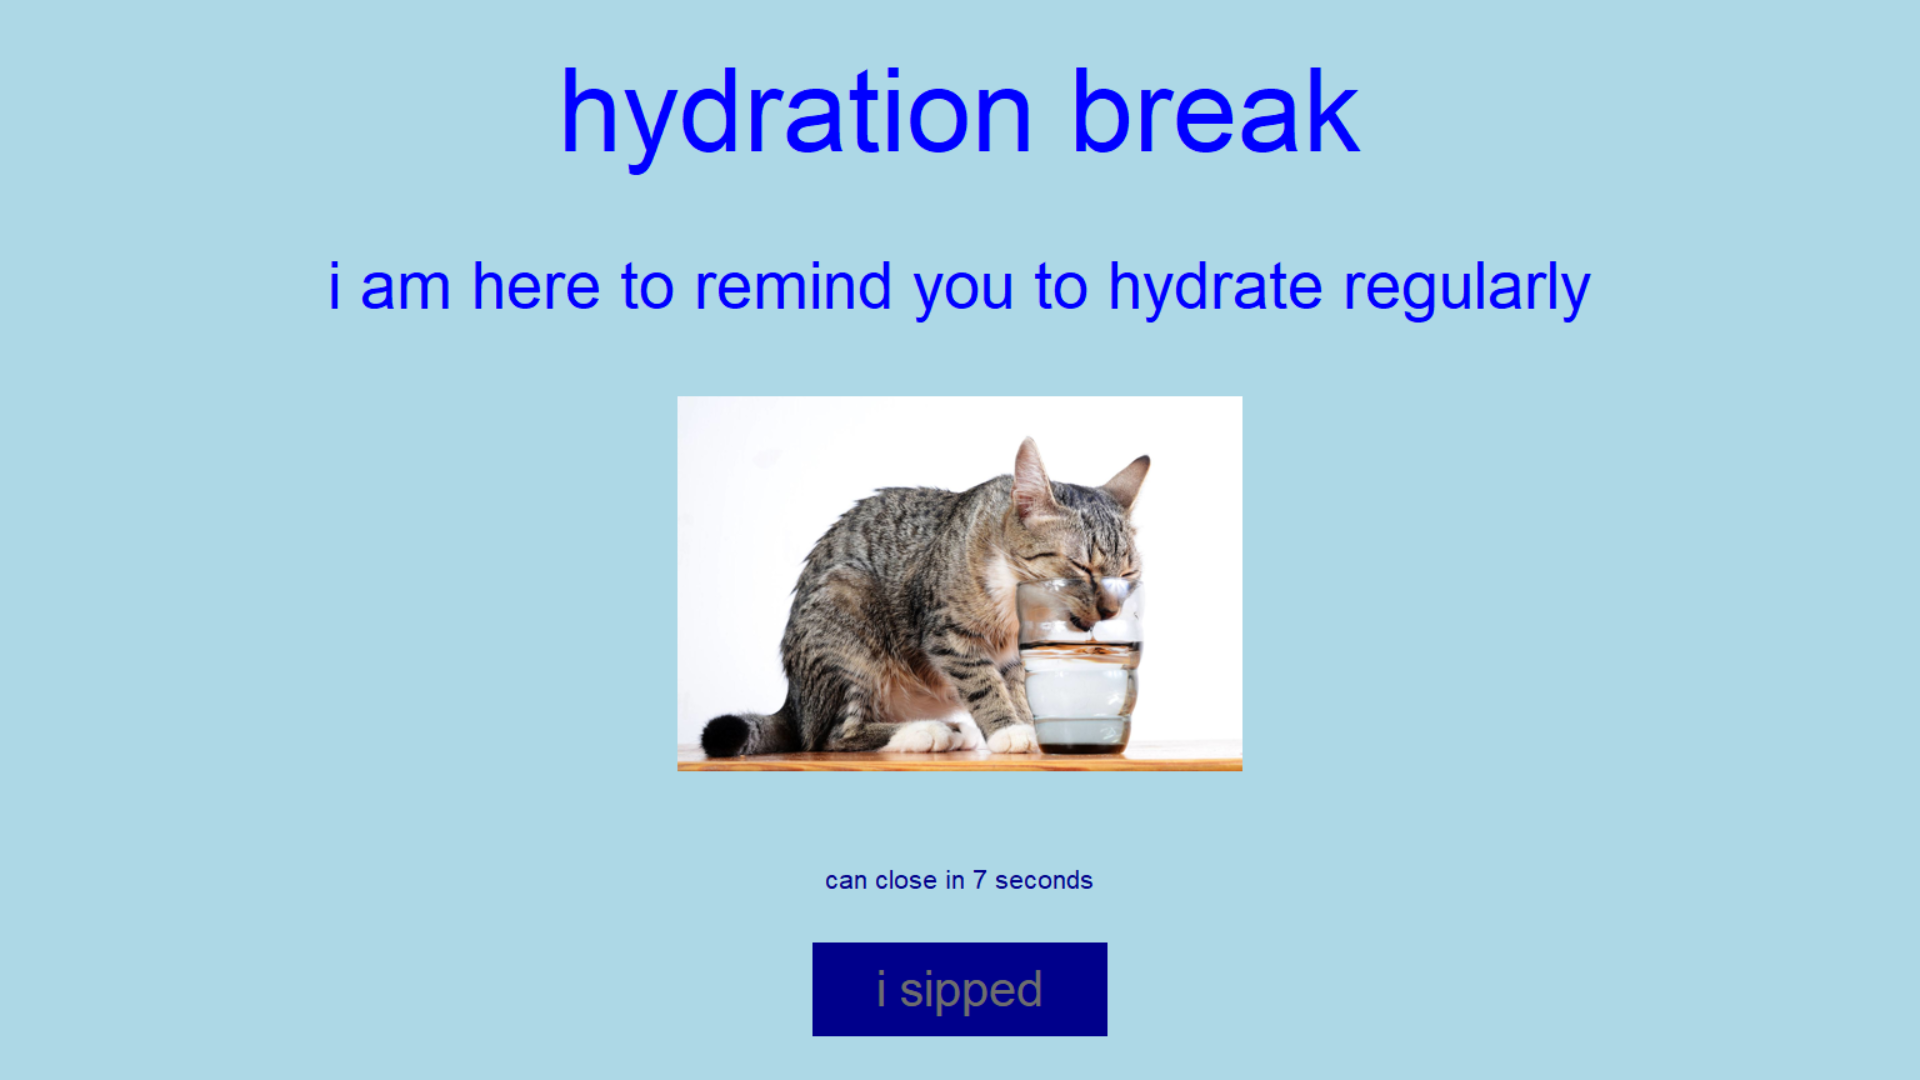 hydration break
i am here to remind you to hydrate regularly
can close in 7 seconds
i sipped